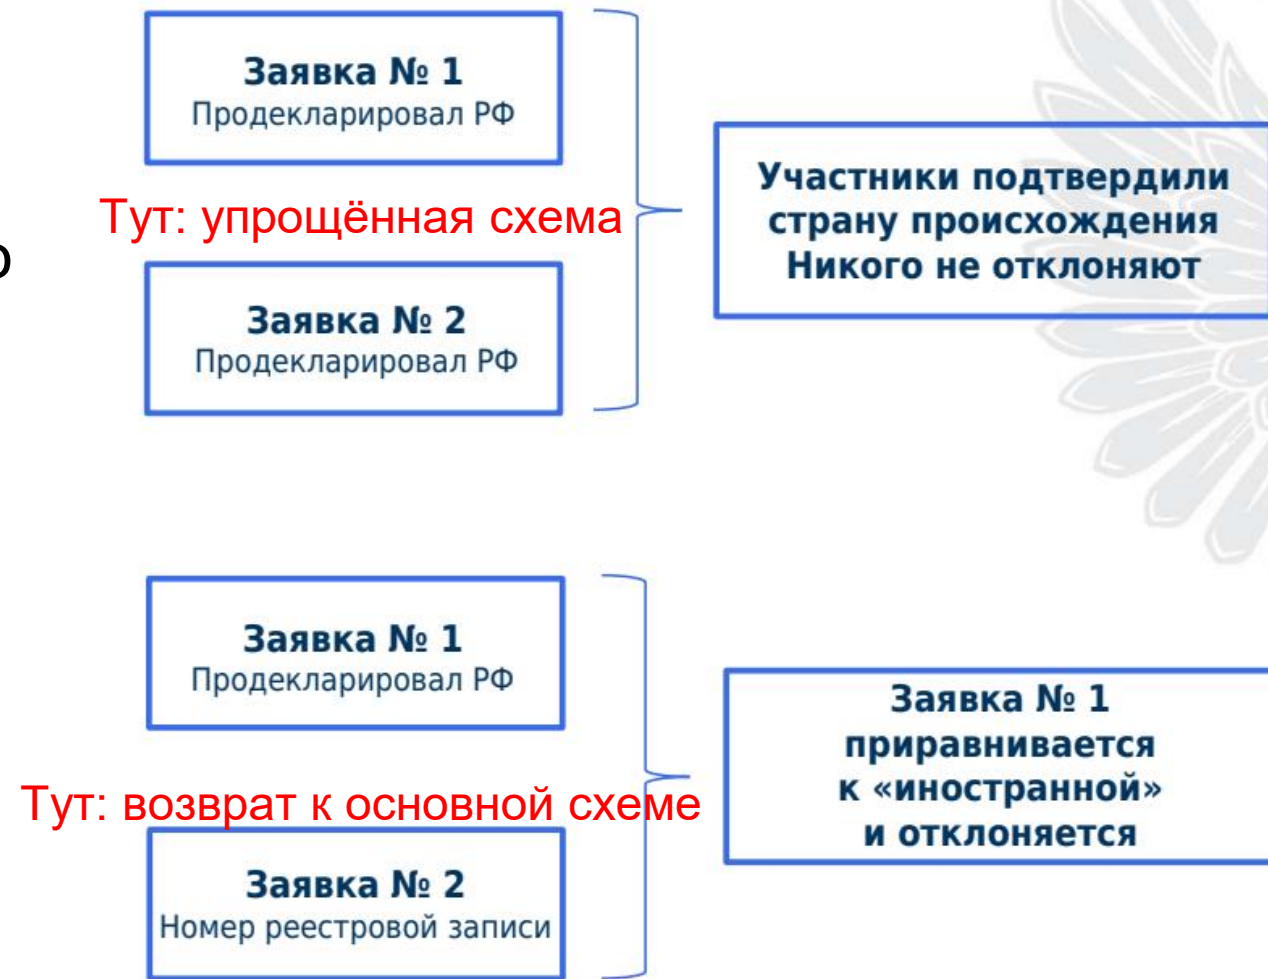 Заявка № 1
Продекларировал РФ
Тут: упрощённая схема
Заявка № 2
Продекларировал РФ
Участники подтвердили
страну происхождения
Никого не отклоняют
Заявка № 1
Продекларировал РФ
Тут: возврат к основной схеме
Заявка № 2
Номер реестровой записи
Заявка № 1
приравнивается
к «иностранной»
и отклоняется